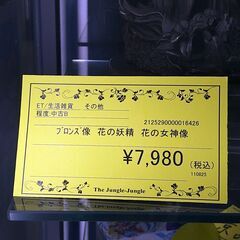 ET/生活雑貨　その他
程度:中古B
2125290000016426
ﾌﾞﾛﾝｽﾞ像 花の妖精 花の女神像
¥7,980 (税込)
110825
The Jungle-Jungle